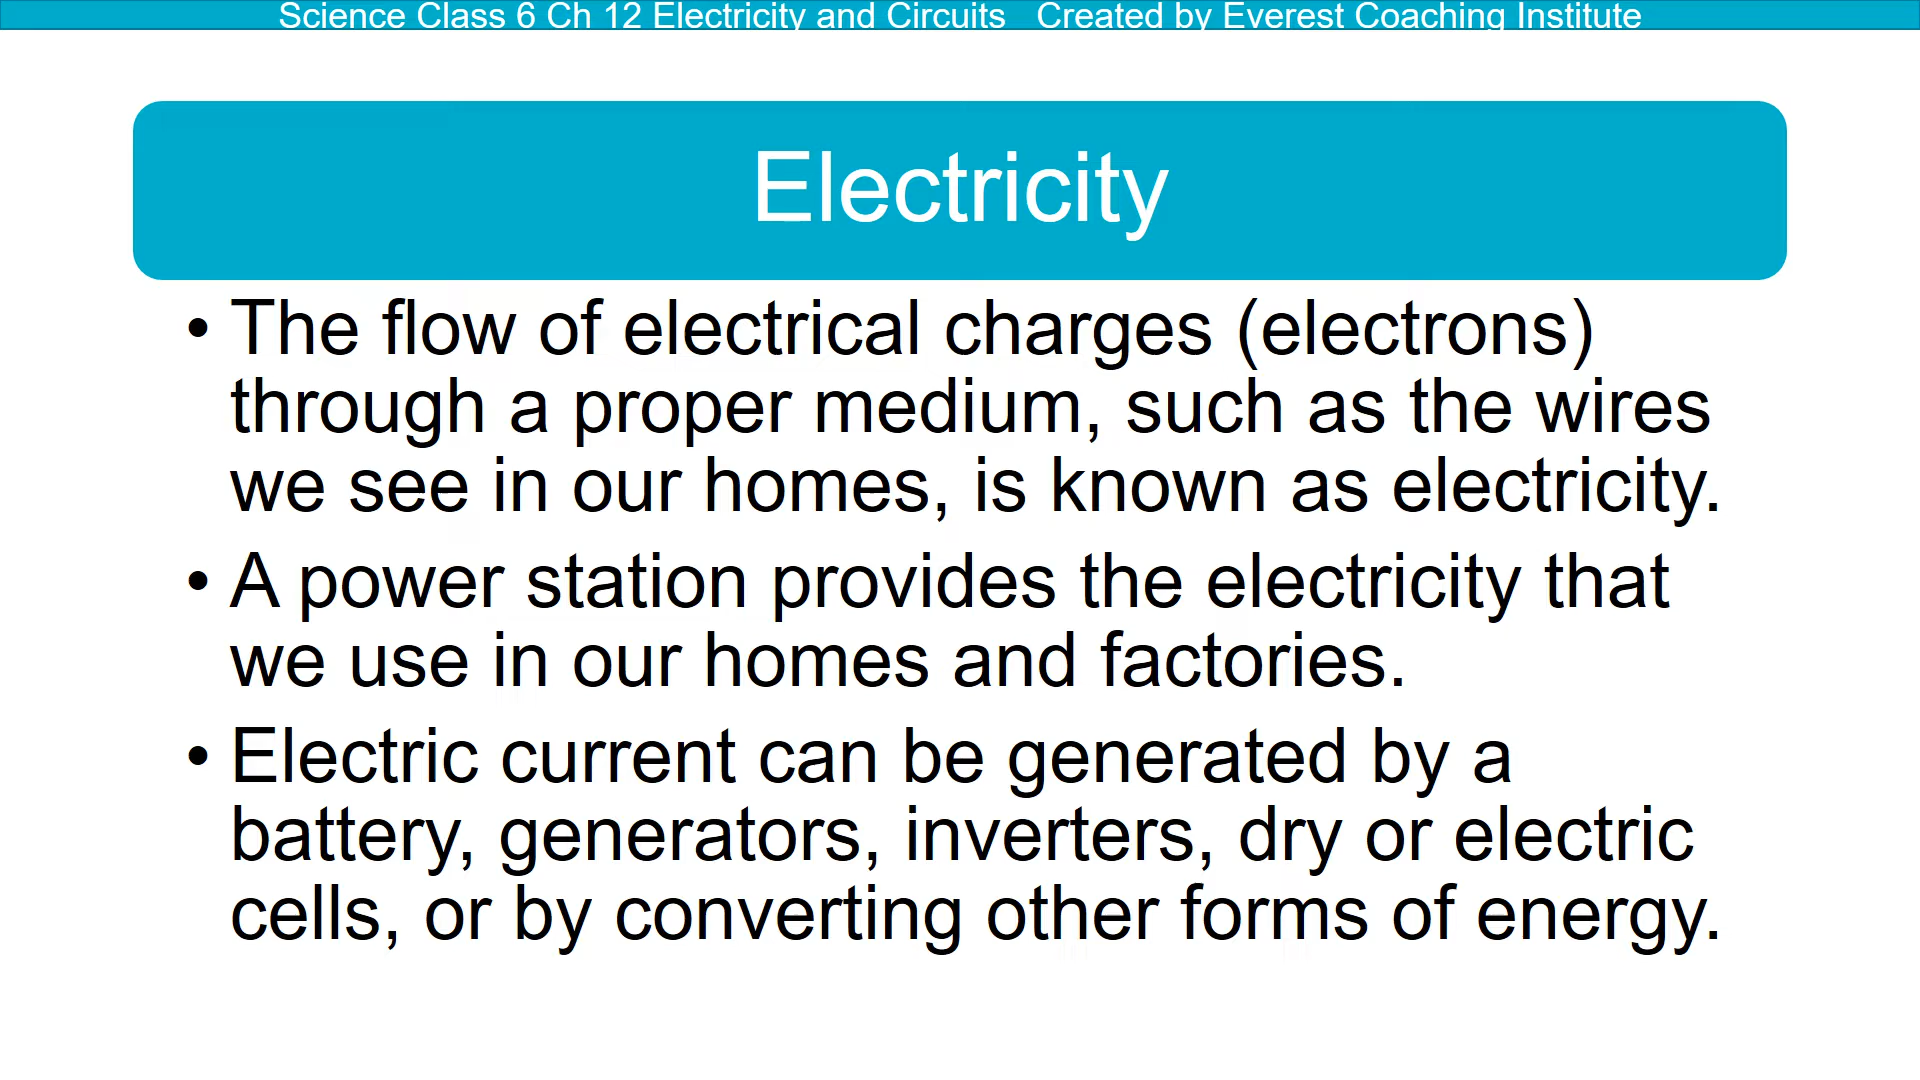 Science Class 6 Ch 12 Electricity and Circuits   Created by Everest Coaching Institute
Electricity
• The flow of electrical charges (electrons)
through a proper medium, such as the wires
we see in our homes, is known as electricity.
• A power station provides the electricity that
we use in our homes and factories.
• Electric current can be generated by a
battery, generators, inverters, dry or electric
cells, or by converting other forms of energy.